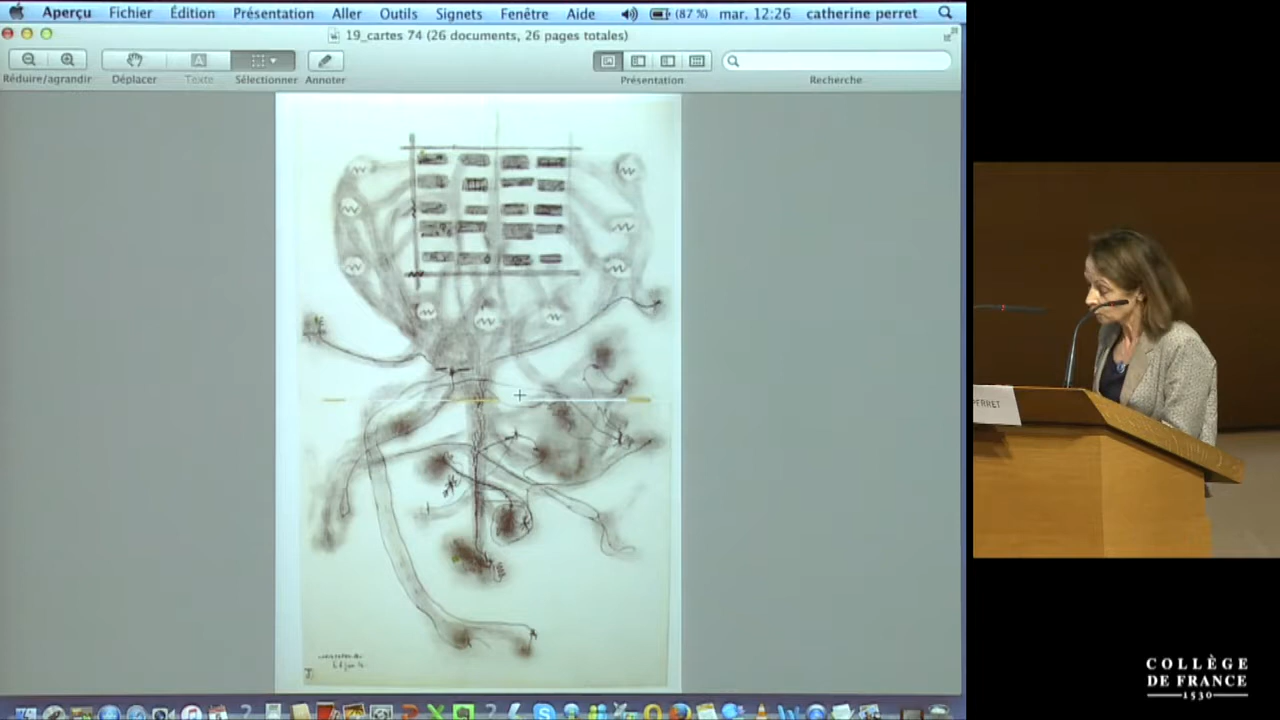 Aperçu Fichier Édition Présentation Aller Outils Signets Fenêtre Aide (87 %) mar. 12:26 catherine perret
19_cartes 74 (26 documents, 26 pages totales)
Réduire/agrandir Déplacer Texte Sélectionner Annoter Présentation Recherche
PERRET
COLLÈGE
DE FRANCE
1530